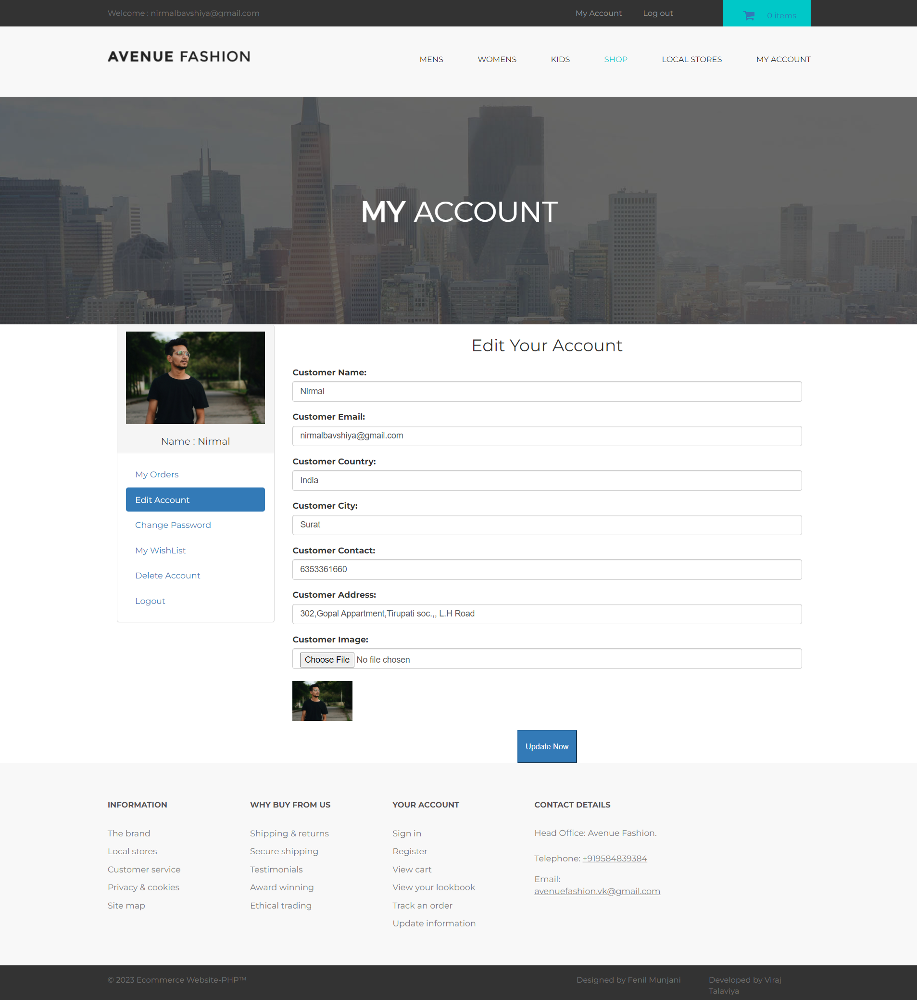 Welcome : nirmalbavshiya@gmail.com
My Account
Log out
0 items
AVENUE FASHION
MENS
WOMENS
KIDS
SHOP
LOCAL STORES
MY ACCOUNT
MY ACCOUNT
Name : Nirmal
My Orders
Edit Account
Change Password
My WishList
Delete Account
Logout
Edit Your Account
Customer Name:
Nirmal
Customer Email:
nirmalbavshiya@gmail.com
Customer Country:
India
Customer City:
Surat
Customer Contact:
6353361660
Customer Address:
302,Gopal Appartment,Tirupati soc.,, L.H Road
Customer Image:
Choose File No file chosen
Update Now
INFORMATION
The brand
Local stores
Customer service
Privacy & cookies
Site map
WHY BUY FROM US
Shipping & returns
Secure shipping
Testimonials
Award winning
Ethical trading
YOUR ACCOUNT
Sign in
Register
View cart
View your lookbook
Track an order
Update information
CONTACT DETAILS
Head Office: Avenue Fashion.
Telephone: +919584839384
Email:
avenuefashion.vk@gmail.com
© 2023 Ecommerce Website-PHP™
Designed by Fenil Munjani
Developed by Viraj
Talaviya